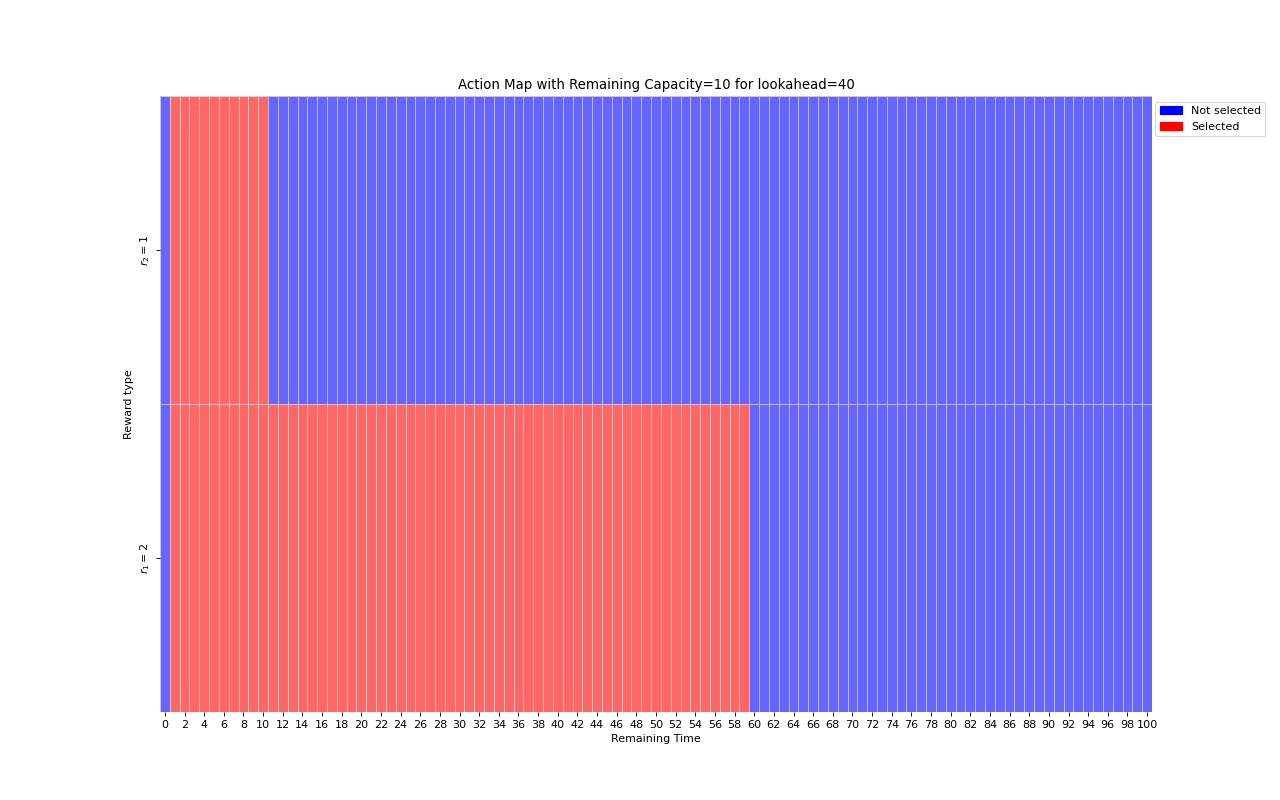 Action Map with Remaining Capacity=10 for lookahead=40
Not selected
Selected
r₂ = 1
Reward type
r₁ = 2
0 2 4 6 8 10 12 14 16 18 20 22 24 26 28 30 32 34 36 38 40 42 44 46 48 50 52 54 56 58 60 62 64 66 68 70 72 74 76 78 80 82 84 86 88 90 92 94 96 98 100
Remaining Time